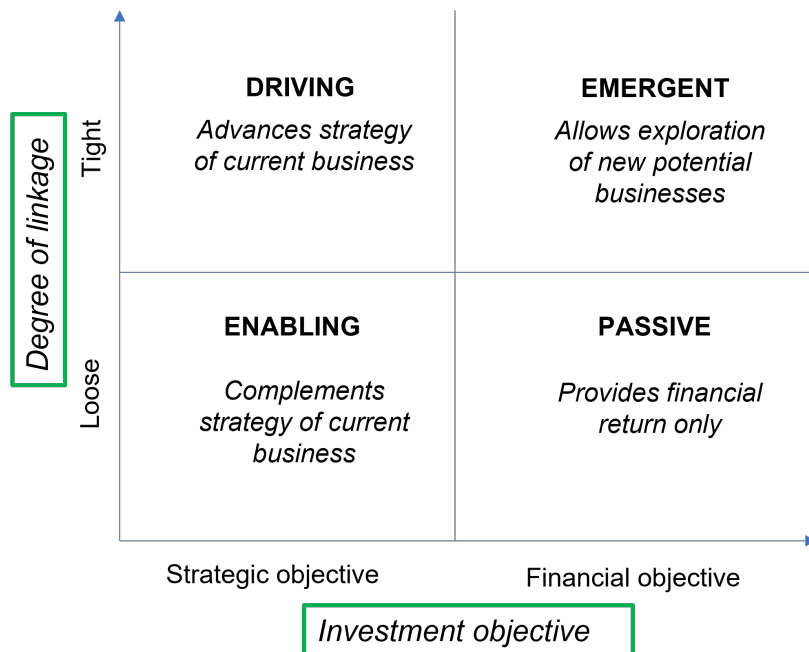 DRIVING
Advances strategy
of current business
EMERGENT
Allows exploration
of new potential
businesses
Degree of linkage
Tight
Loose
ENABLING
Complements
strategy of current
business
PASSIVE
Provides financial
return only
Strategic objective
Financial objective
Investment objective